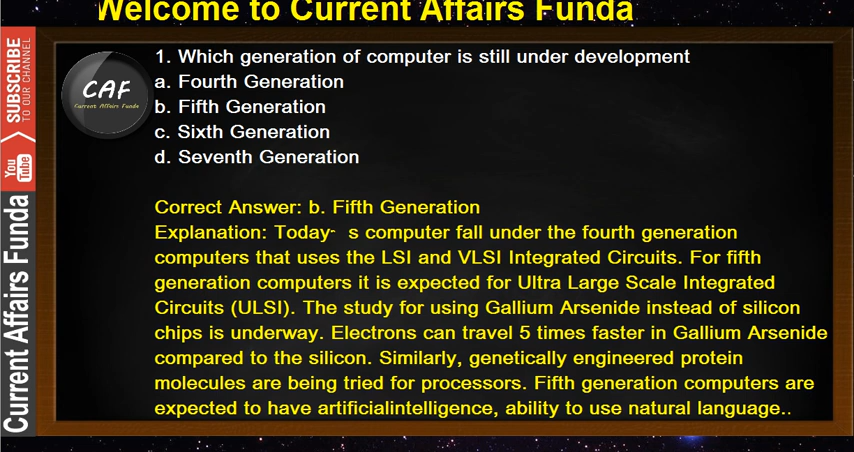 Welcome to Current Affairs Funda
SUBSCRIBE
TO OUR CHANNEL
You Tube
Current Affairs Funda
CAF
Current Affairs Funda
1. Which generation of computer is still under development
a. Fourth Generation
b. Fifth Generation
c. Sixth Generation
d. Seventh Generation
Correct Answer: b. Fifth Generation
Explanation: Today- s computer fall under the fourth generation
computers that uses the LSI and VLSI Integrated Circuits. For fifth
generation computers it is expected for Ultra Large Scale Integrated
Circuits (ULSI). The study for using Gallium Arsenide instead of silicon
chips is underway. Electrons can travel 5 times faster in Gallium Arsenide
compared to the silicon. Similarly, genetically engineered protein
molecules are being tried for processors. Fifth generation computers are
expected to have artificialintelligence, ability to use natural language..